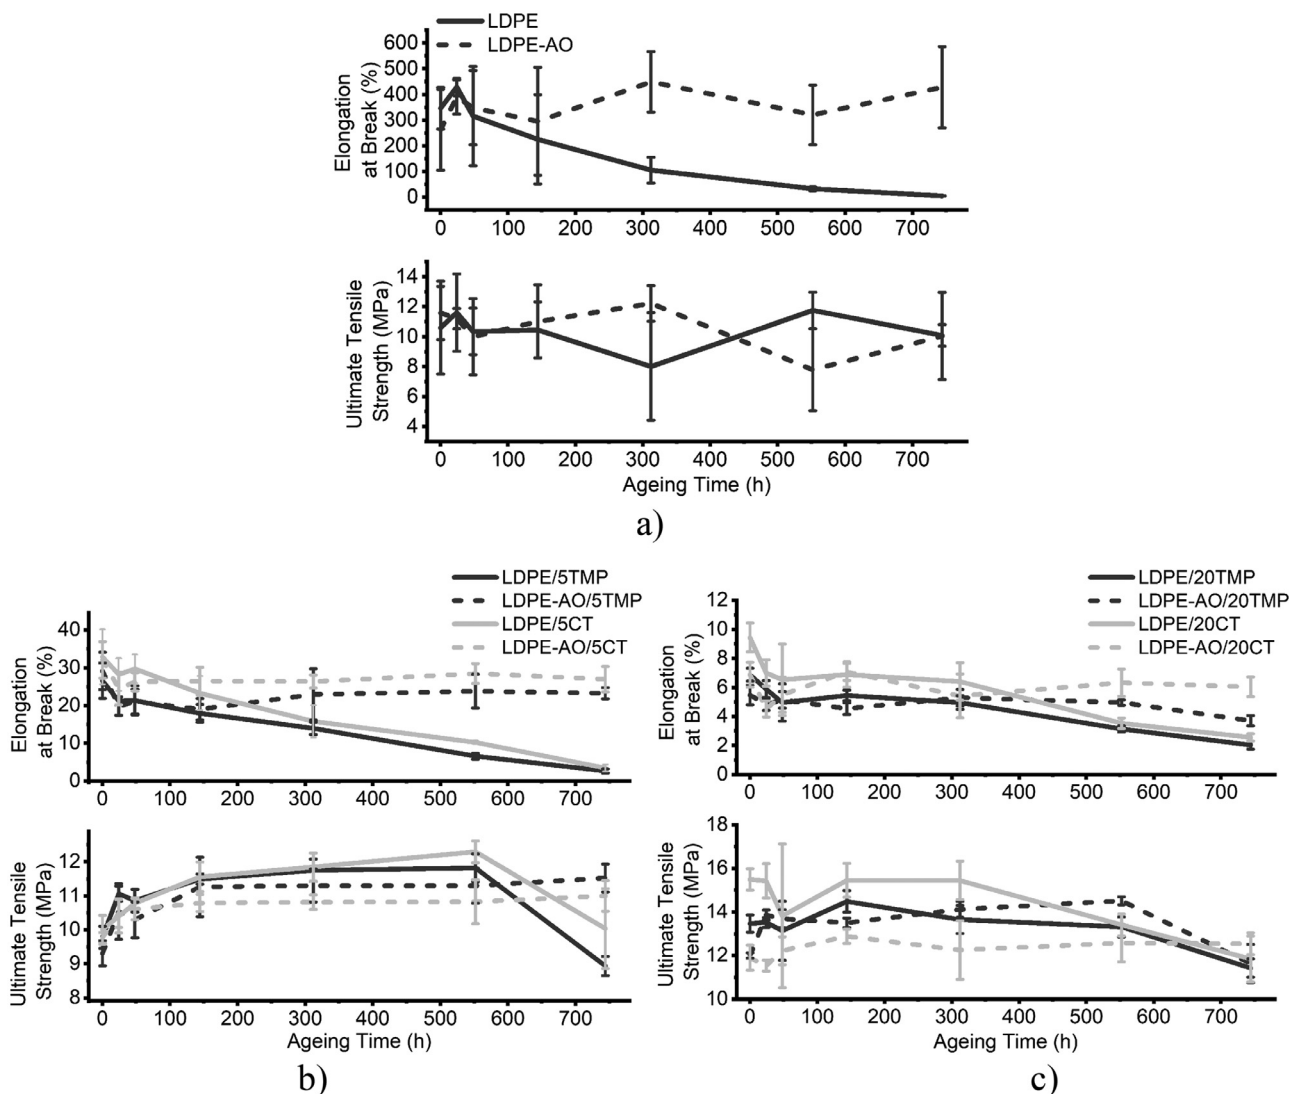 LDPE
LDPE-AO
Elongation
at Break (%)
600
500
400
300
200
100
0
0 100 200 300 400 500 600 700
Ultimate Tensile
Strength (MPa)
14
12
10
8
6
4
0 100 200 300 400 500 600 700
Ageing Time (h)
a)
LDPE/5TMP
LDPE-AO/5TMP
LDPE/5CT
LDPE-AO/5CT
Elongation
at Break (%)
40
30
20
10
0
0 100 200 300 400 500 600 700
Ultimate Tensile
Strength (MPa)
12
11
10
9
8
0 100 200 300 400 500 600 700
Ageing Time (h)
b)
LDPE/20TMP
LDPE-AO/20TMP
LDPE/20CT
LDPE-AO/20CT
Elongation
at Break (%)
12
10
8
6
4
2
0
0 100 200 300 400 500 600 700
Ultimate Tensile
Strength (MPa)
18
16
14
12
10
0 100 200 300 400 500 600 700
Ageing Time (h)
c)